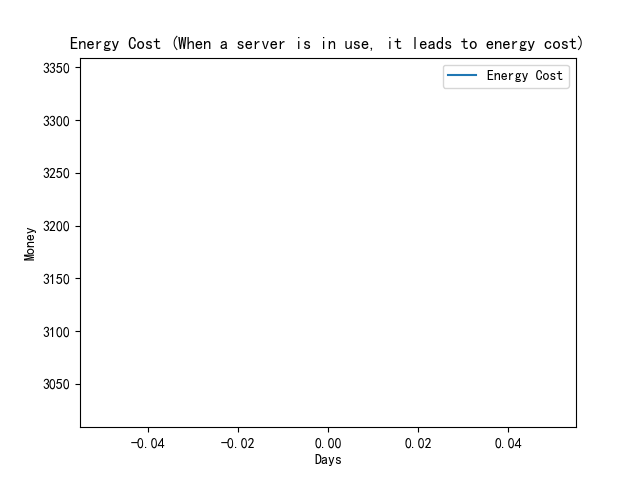 Energy Cost (When a server is in use, it leads to energy cost)
Energy Cost
3350
3300
3250
3200
3150
3100
3050
Money
-0.04 -0.02 0.00 0.02 0.04
Days